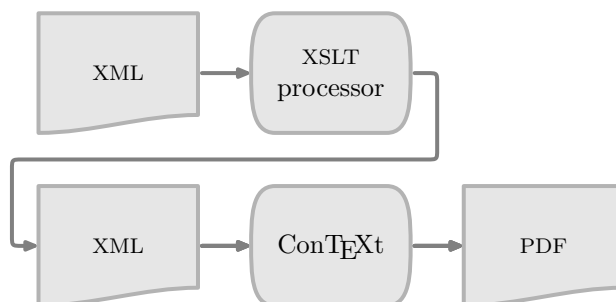 XML
XSLT
processor
XML
ConTEXt
PDF